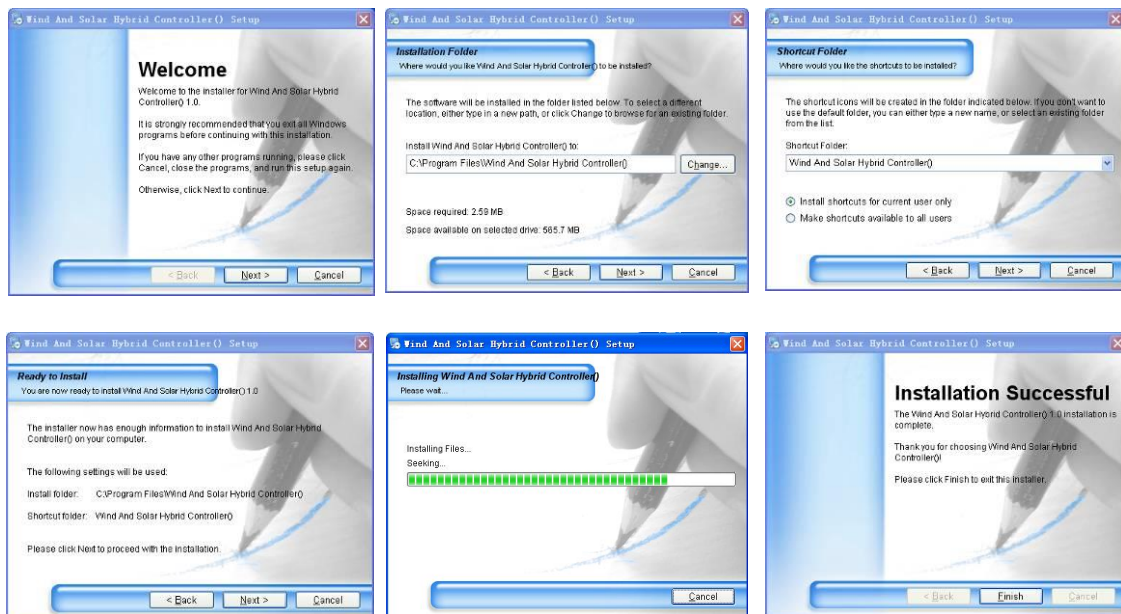 Wind And Solar Hybrid Controller() Setup
Welcome
Welcome to the installer for Wind And Solar Hybrid
Controller() 1.0.
It is strongly recommended that you exit all Windows
programs before continuing with this installation.
If you have any other programs running, please click
Cancel, close the programs, and run this setup again.
Otherwise, click Next to continue.
< Back
Next >
Cancel
Wind And Solar Hybrid Controller() Setup
Installation Folder
Where would you like Wind And Solar Hybrid Controller() to be installed?
The software will be installed in the folder listed below. To select a different
location, either type in a new path, or click Change to browse for an existing folder.
Install Wind And Solar Hybrid Controller() to:
C:\Program Files\Wind And Solar Hybrid Controller()
Change...
Space required: 2.59 MB
Space available on selected drive: 565.7 MB
< Back
Next >
Cancel
Wind And Solar Hybrid Controller() Setup
Shortcut Folder
Where would you like the shortcuts to be installed?
The shortcut icons will be created in the folder indicated below. If you don't want to
use the default folder, you can either type a new name, or select an existing folder
from the list.
Shortcut Folder:
Wind And Solar Hybrid Controller()
Install shortcuts for current user only
Make shortcuts available to all users
< Back
Next >
Cancel
Wind And Solar Hybrid Controller() Setup
Ready to Install
You are now ready to install Wind And Solar Hybrid Controller() 1.0
The installer now has enough information to install Wind And Solar Hybrid
Controller() on your computer.
The following settings will be used:
Install folder: C:\Program Files\Wind And Solar Hybrid Controller()
Shortcut folder: Wind And Solar Hybrid Controller()
Please click Next to proceed with the installation.
< Back
Next >
Cancel
Wind And Solar Hybrid Controller() Setup
Installing Wind And Solar Hybrid Controller()
Please wait...
Installing Files...
Seeking...
Cancel
Wind And Solar Hybrid Controller() Setup
Installation Successful
The Wind And Solar Hybrid Controller() 1.0 installation is
complete.
Thank you for choosing Wind And Solar Hybrid
Controller()!
Please click Finish to exit this installer.
< Back
Finish
Cancel